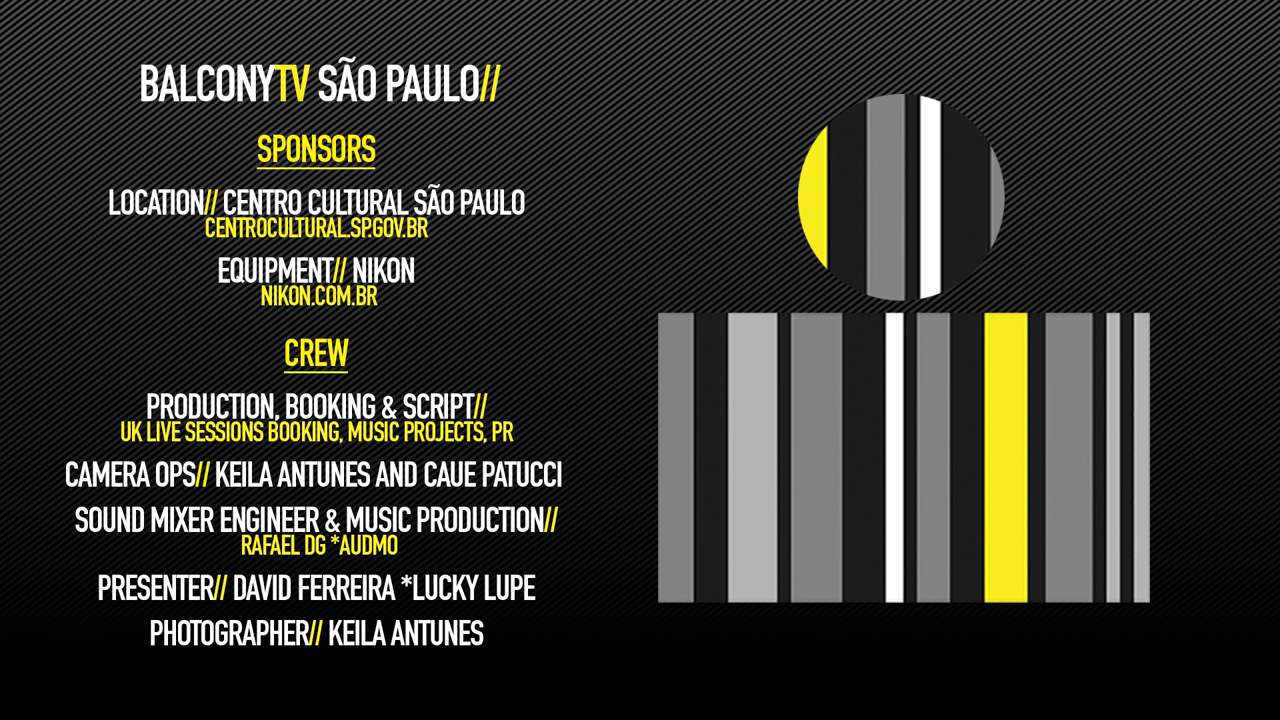 BALCONYTV SÃO PAULO//
SPONSORS
LOCATION// CENTRO CULTURAL SÃO PAULO
CENTROCULTURAL.SP.GOV.BR
EQUIPMENT// NIKON
NIKON.COM.BR
CREW
PRODUCTION, BOOKING & SCRIPT//
UK LIVE SESSIONS BOOKING, MUSIC PROJECTS, PR
CAMERA OPS// KEILA ANTUNES AND CAUE PATUCCI
SOUND MIXER ENGINEER & MUSIC PRODUCTION//
RAFAEL DG *AUDMO
PRESENTER// DAVID FERREIRA *LUCKY LUPE
PHOTOGRAPHER// KEILA ANTUNES